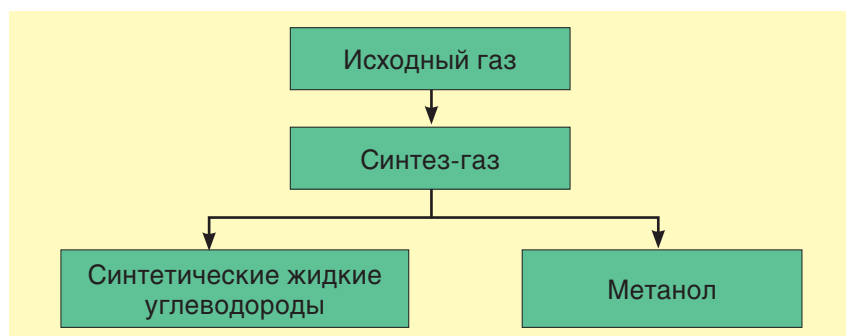 Исходный газ
Синтез-газ
Синтетические жидкие
углеводороды
Метанол